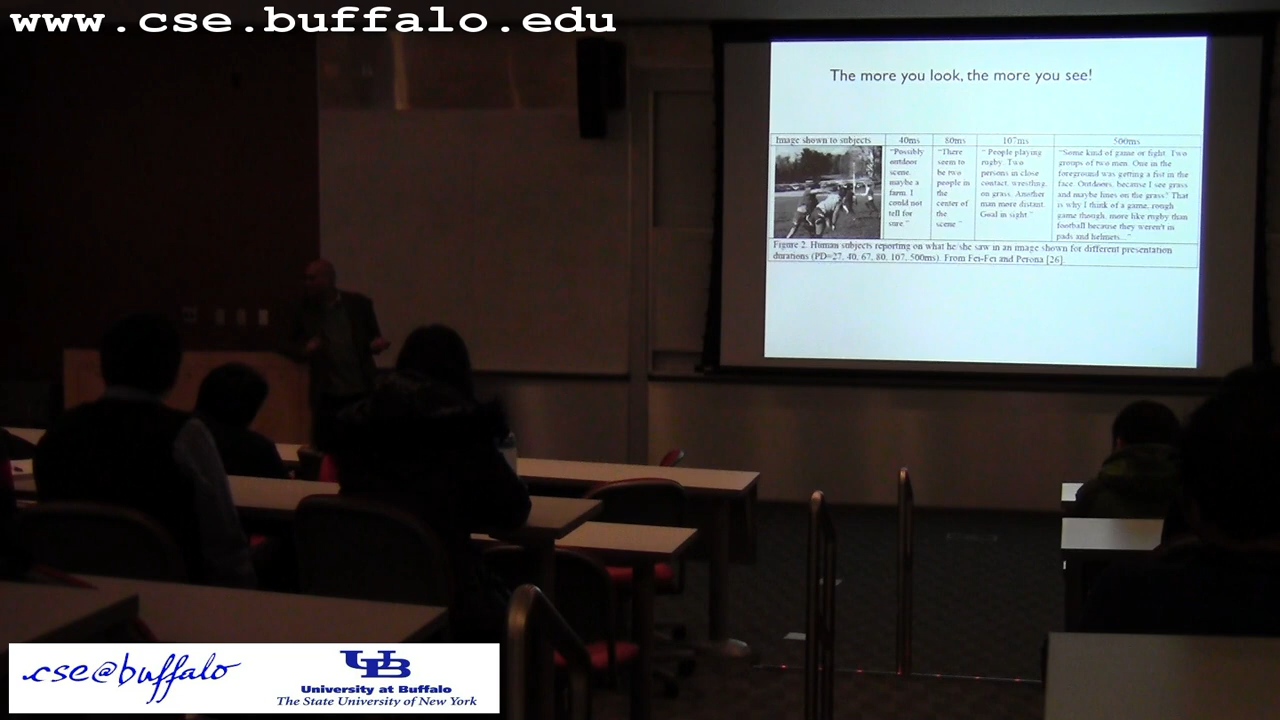 www.cse.buffalo.edu
The more you look, the more you see!
Image shown to subjects 40ms 80ms 107ms 500ms
"Possibly
outdoor
scene,
maybe a
farm. I
could not
tell for
sure."
"There
seem to
be two
people in
the
center of
the
scene."
"People playing
rugby. Two
persons in close
contact, wrestling,
on grass. Another
man more distant.
Goal in sight."
"Some kind of game or fight. Two
groups of two men. One in the
foreground was getting a fist in the
face. Outdoors, because I see grass
and maybe lines on the grass? That
is why I think of a game, rough
game though, more like rugby than
football because they weren't in
pads and helmets..."
Figure 2. Human subjects reporting on what he/she saw in an image shown for different presentation
durations (PD=27, 40, 67, 80, 107, 500ms). From Fei-Fei and Perona [26].
cse@buffalo
UB
University at Buffalo
The State University of New York